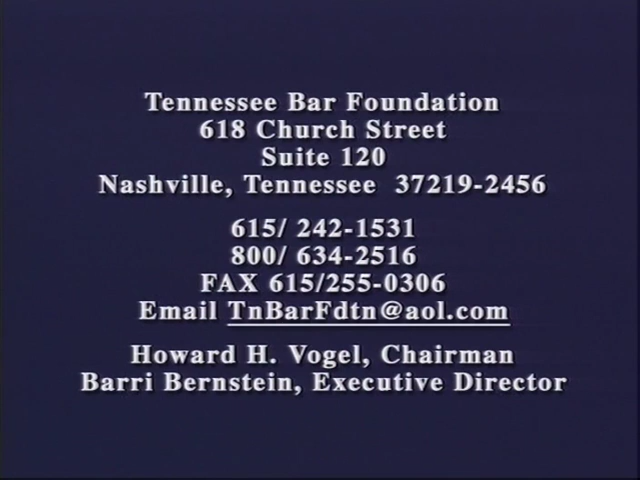 Tennessee Bar Foundation
618 Church Street
Suite 120
Nashville, Tennessee 37219-2456
615/ 242-1531
800/ 634-2516
FAX 615/255-0306
Email TnBarFdtn@aol.com
Howard H. Vogel, Chairman
Barri Bernstein, Executive Director